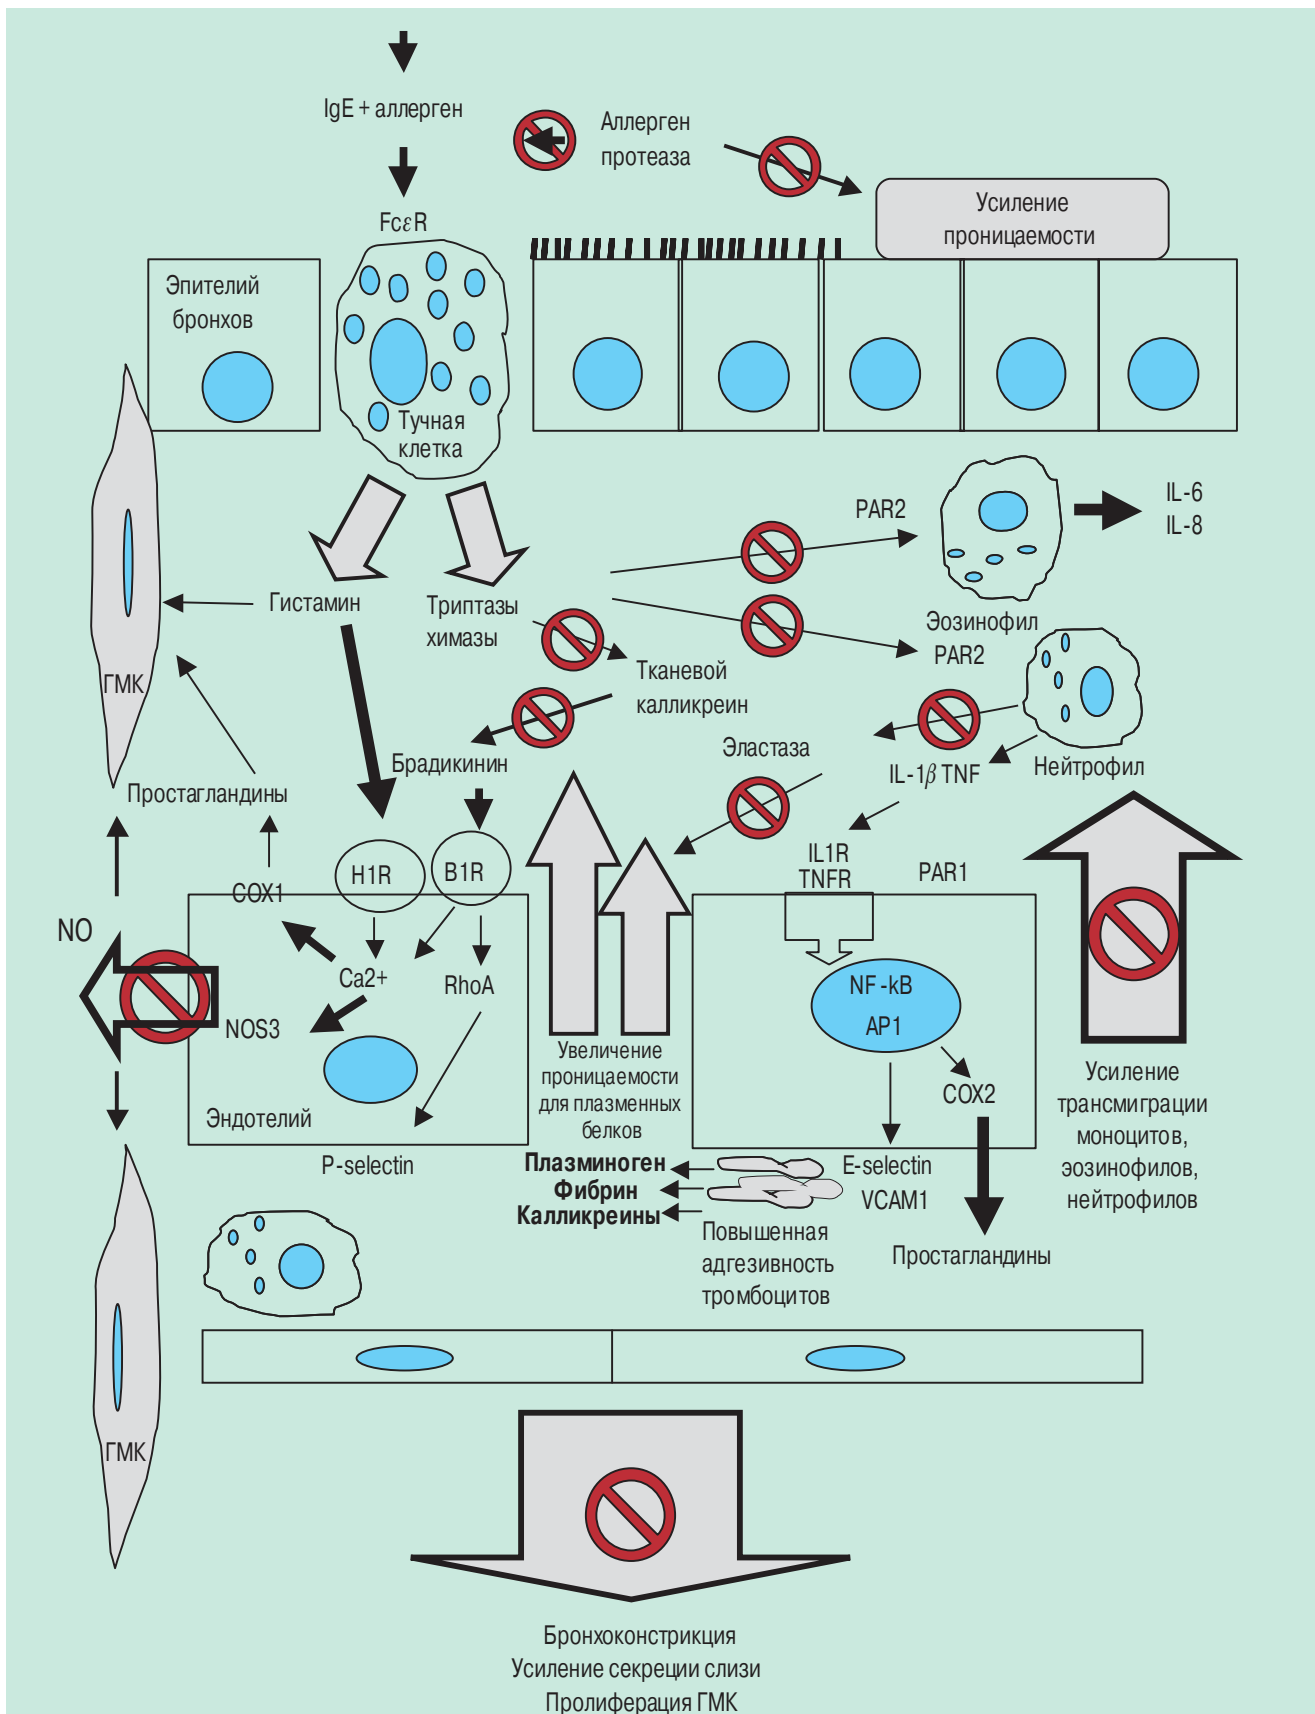 IgE + аллерген
Аллерген
протеаза
FcεR
Усиление
проницаемости
Эпителий
бронхов
Тучная
клетка
PAR2
IL-6
IL-8
Гистамин
Триптазы
химазы
Эозинофил
PAR2
ГМК
Тканевой
калликреин
Эластаза
Брадикинин
IL-1β TNF
Нейтрофил
Простагландины
H1R
B1R
IL1R
TNFR
PAR1
COX1
NO
Ca2+
RhoA
NF-kB
AP1
NOS3
Увеличение
проницаемости
для плазменных
белков
COX2
Усиление
трансмиграции
моноцитов,
эозинофилов,
нейтрофилов
Эндотелий
P-selectin
Плазминоген
Фибрин
Калликреины
E-selectin
VCAM1
Повышенная
адгезивность
тромбоцитов
Простагландины
ГМК
Бронхоконстрикция
Усиление секреции слизи
Пролиферация ГМК